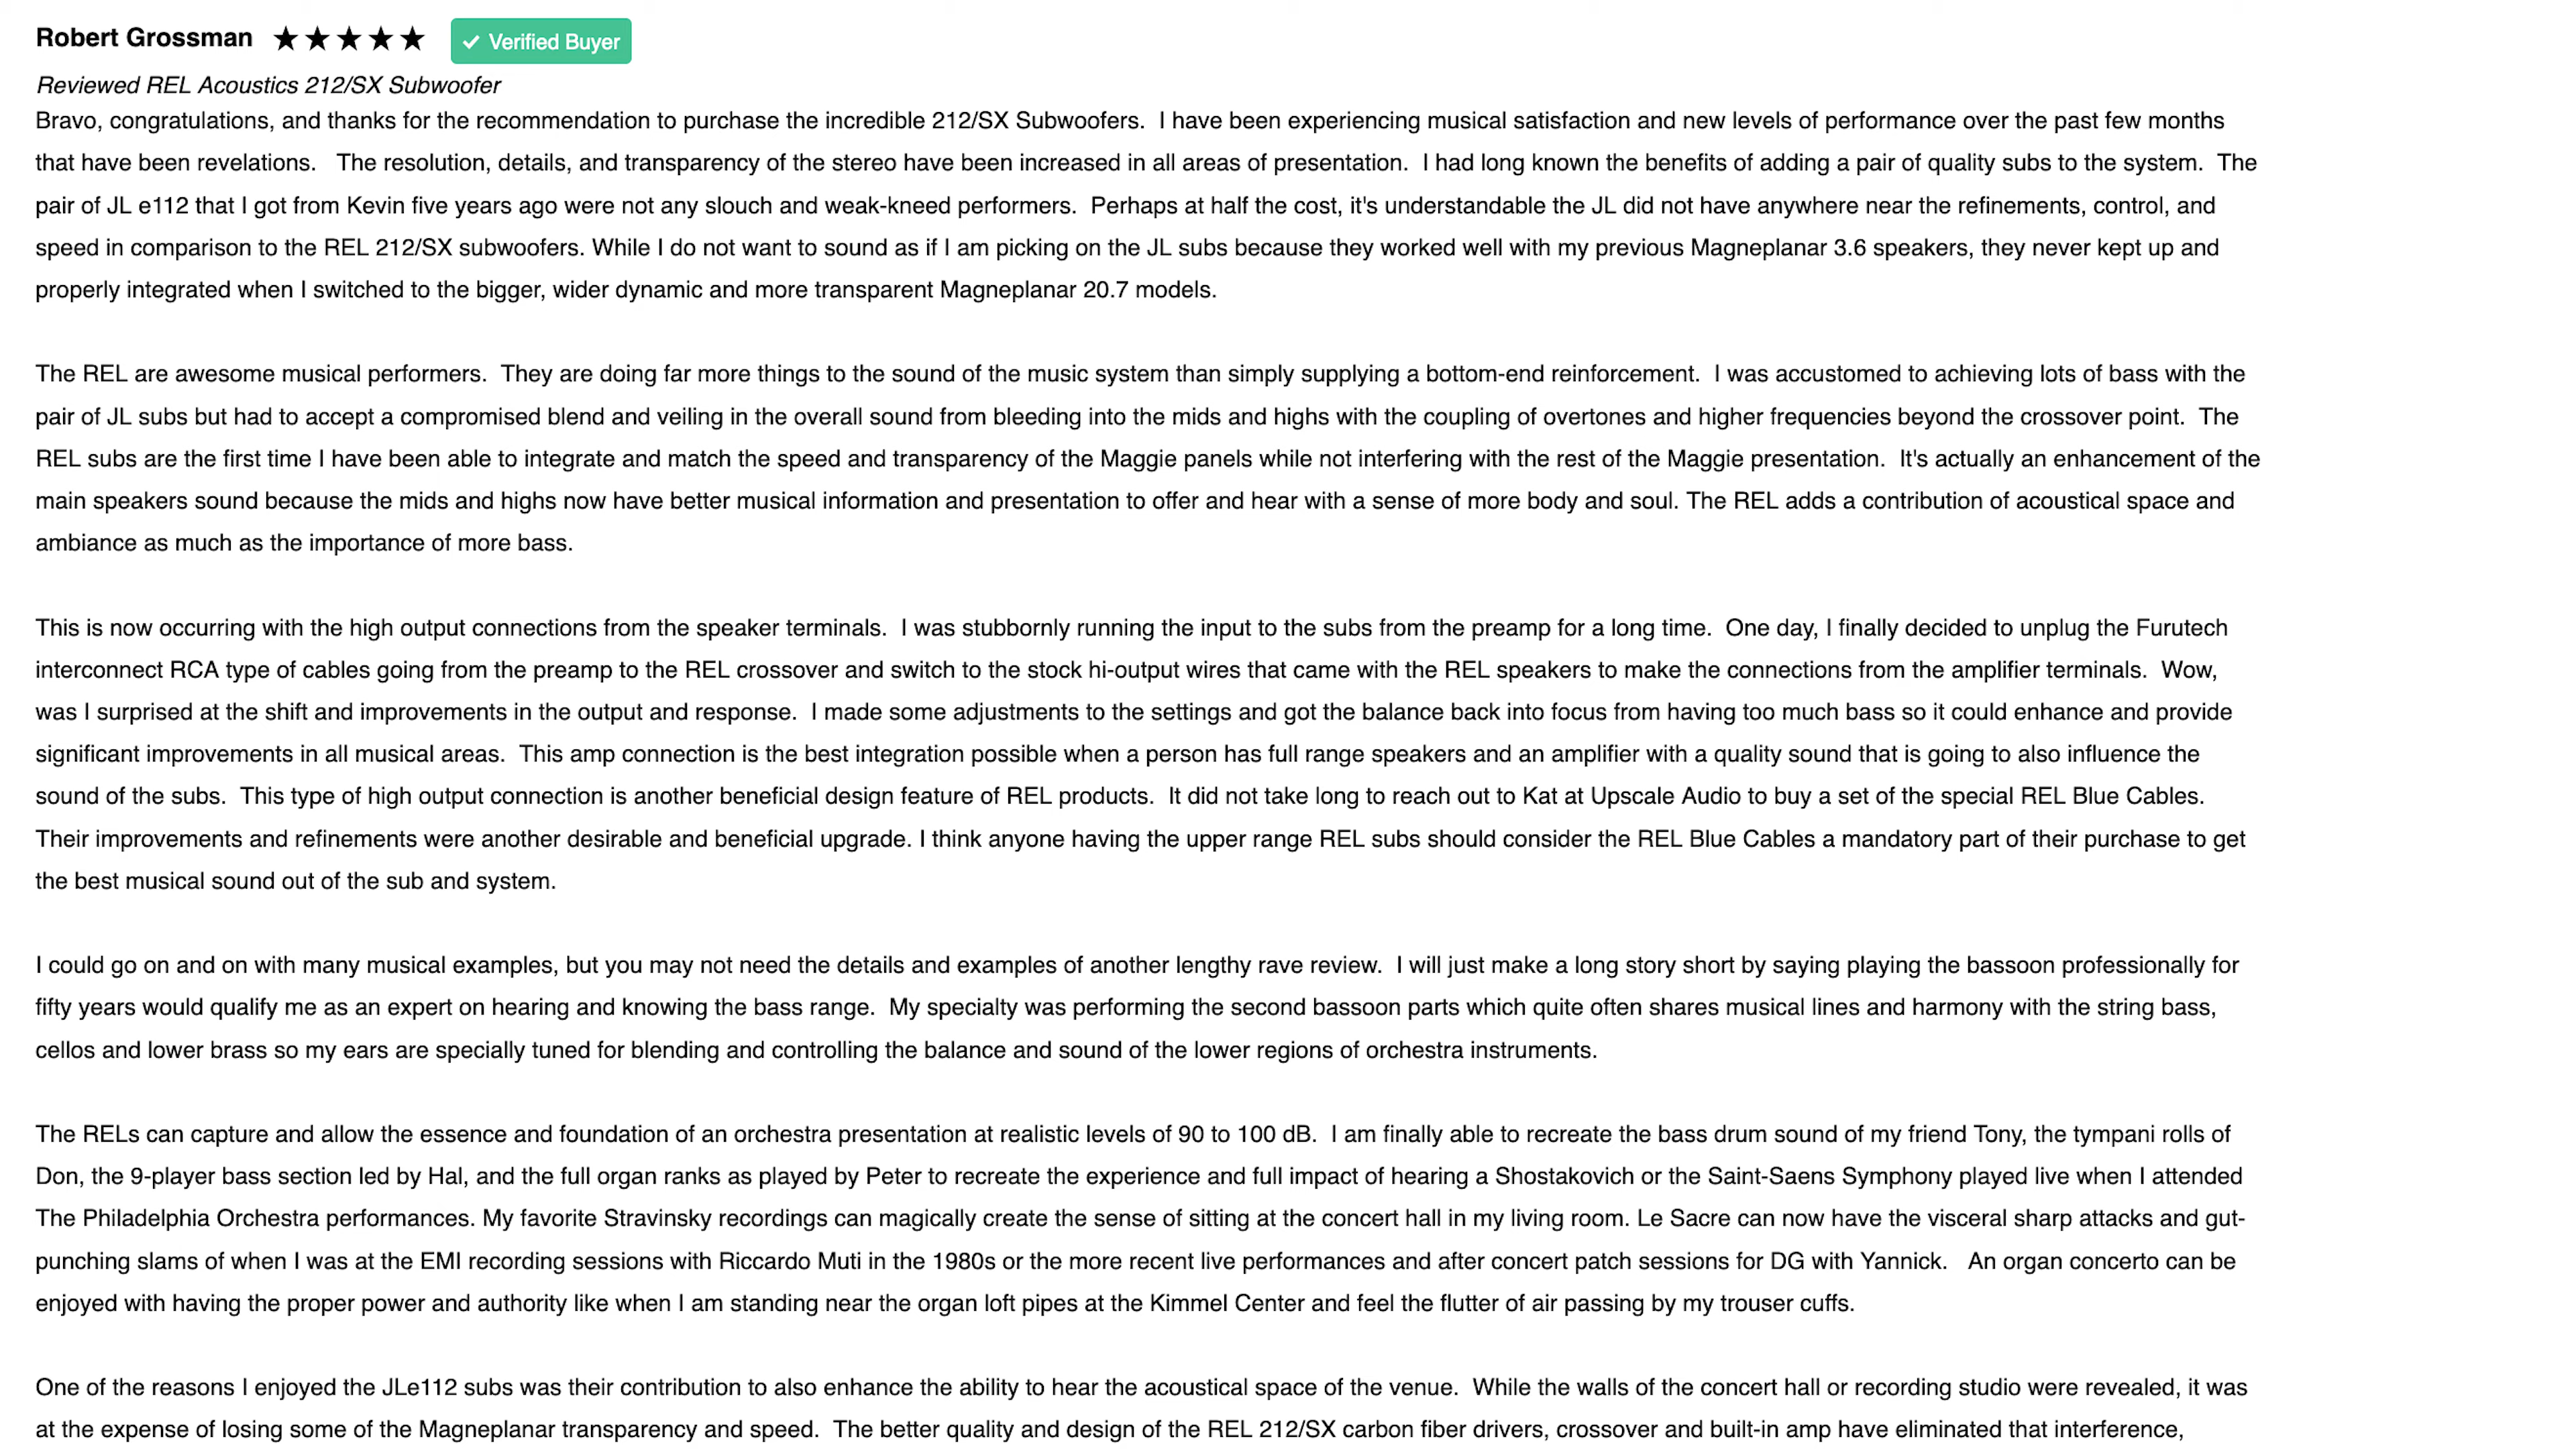 Robert Grossman ★★★★★ ✓ Verified Buyer
Reviewed REL Acoustics 212/SX Subwoofer
Bravo, congratulations, and thanks for the recommendation to purchase the incredible 212/SX Subwoofers.  I have been experiencing musical satisfaction and new levels of performance over the past few months
that have been revelations.   The resolution, details, and transparency of the stereo have been increased in all areas of presentation.  I had long known the benefits of adding a pair of quality subs to the system.  The
pair of JL e112 that I got from Kevin five years ago were not any slouch and weak-kneed performers.  Perhaps at half the cost, it's understandable the JL did not have anywhere near the refinements, control, and
speed in comparison to the REL 212/SX subwoofers. While I do not want to sound as if I am picking on the JL subs because they worked well with my previous Magneplanar 3.6 speakers, they never kept up and
properly integrated when I switched to the bigger, wider dynamic and more transparent Magneplanar 20.7 models.
The REL are awesome musical performers.  They are doing far more things to the sound of the music system than simply supplying a bottom-end reinforcement.  I was accustomed to achieving lots of bass with the
pair of JL subs but had to accept a compromised blend and veiling in the overall sound from bleeding into the mids and highs with the coupling of overtones and higher frequencies beyond the crossover point.  The
REL subs are the first time I have been able to integrate and match the speed and transparency of the Maggie panels while not interfering with the rest of the Maggie presentation.  It's actually an enhancement of the
main speakers sound because the mids and highs now have better musical information and presentation to offer and hear with a sense of more body and soul. The REL adds a contribution of acoustical space and
ambiance as much as the importance of more bass.
This is now occurring with the high output connections from the speaker terminals.  I was stubbornly running the input to the subs from the preamp for a long time.  One day, I finally decided to unplug the Furutech
interconnect RCA type of cables going from the preamp to the REL crossover and switch to the stock hi-output wires that came with the REL speakers to make the connections from the amplifier terminals.  Wow,
was I surprised at the shift and improvements in the output and response.  I made some adjustments to the settings and got the balance back into focus from having too much bass so it could enhance and provide
significant improvements in all musical areas.  This amp connection is the best integration possible when a person has full range speakers and an amplifier with a quality sound that is going to also influence the
sound of the subs.  This type of high output connection is another beneficial design feature of REL products.  It did not take long to reach out to Kat at Upscale Audio to buy a set of the special REL Blue Cables.
Their improvements and refinements were another desirable and beneficial upgrade. I think anyone having the upper range REL subs should consider the REL Blue Cables a mandatory part of their purchase to get
the best musical sound out of the sub and system.
I could go on and on with many musical examples, but you may not need the details and examples of another lengthy rave review.  I will just make a long story short by saying playing the bassoon professionally for
fifty years would qualify me as an expert on hearing and knowing the bass range.  My specialty was performing the second bassoon parts which quite often shares musical lines and harmony with the string bass,
cellos and lower brass so my ears are specially tuned for blending and controlling the balance and sound of the lower regions of orchestra instruments.
The RELs can capture and allow the essence and foundation of an orchestra presentation at realistic levels of 90 to 100 dB.  I am finally able to recreate the bass drum sound of my friend Tony, the tympani rolls of
Don, the 9-player bass section led by Hal, and the full organ ranks as played by Peter to recreate the experience and full impact of hearing a Shostakovich or the Saint-Saens Symphony played live when I attended
The Philadelphia Orchestra performances. My favorite Stravinsky recordings can magically create the sense of sitting at the concert hall in my living room. Le Sacre can now have the visceral sharp attacks and gut-
punching slams of when I was at the EMI recording sessions with Riccardo Muti in the 1980s or the more recent live performances and after concert patch sessions for DG with Yannick.   An organ concerto can be
enjoyed with having the proper power and authority like when I am standing near the organ loft pipes at the Kimmel Center and feel the flutter of air passing by my trouser cuffs.
One of the reasons I enjoyed the JLe112 subs was their contribution to also enhance the ability to hear the acoustical space of the venue.  While the walls of the concert hall or recording studio were revealed, it was
at the expense of losing some of the Magneplanar transparency and speed.  The better quality and design of the REL 212/SX carbon fiber drivers, crossover and built-in amp have eliminated that interference,